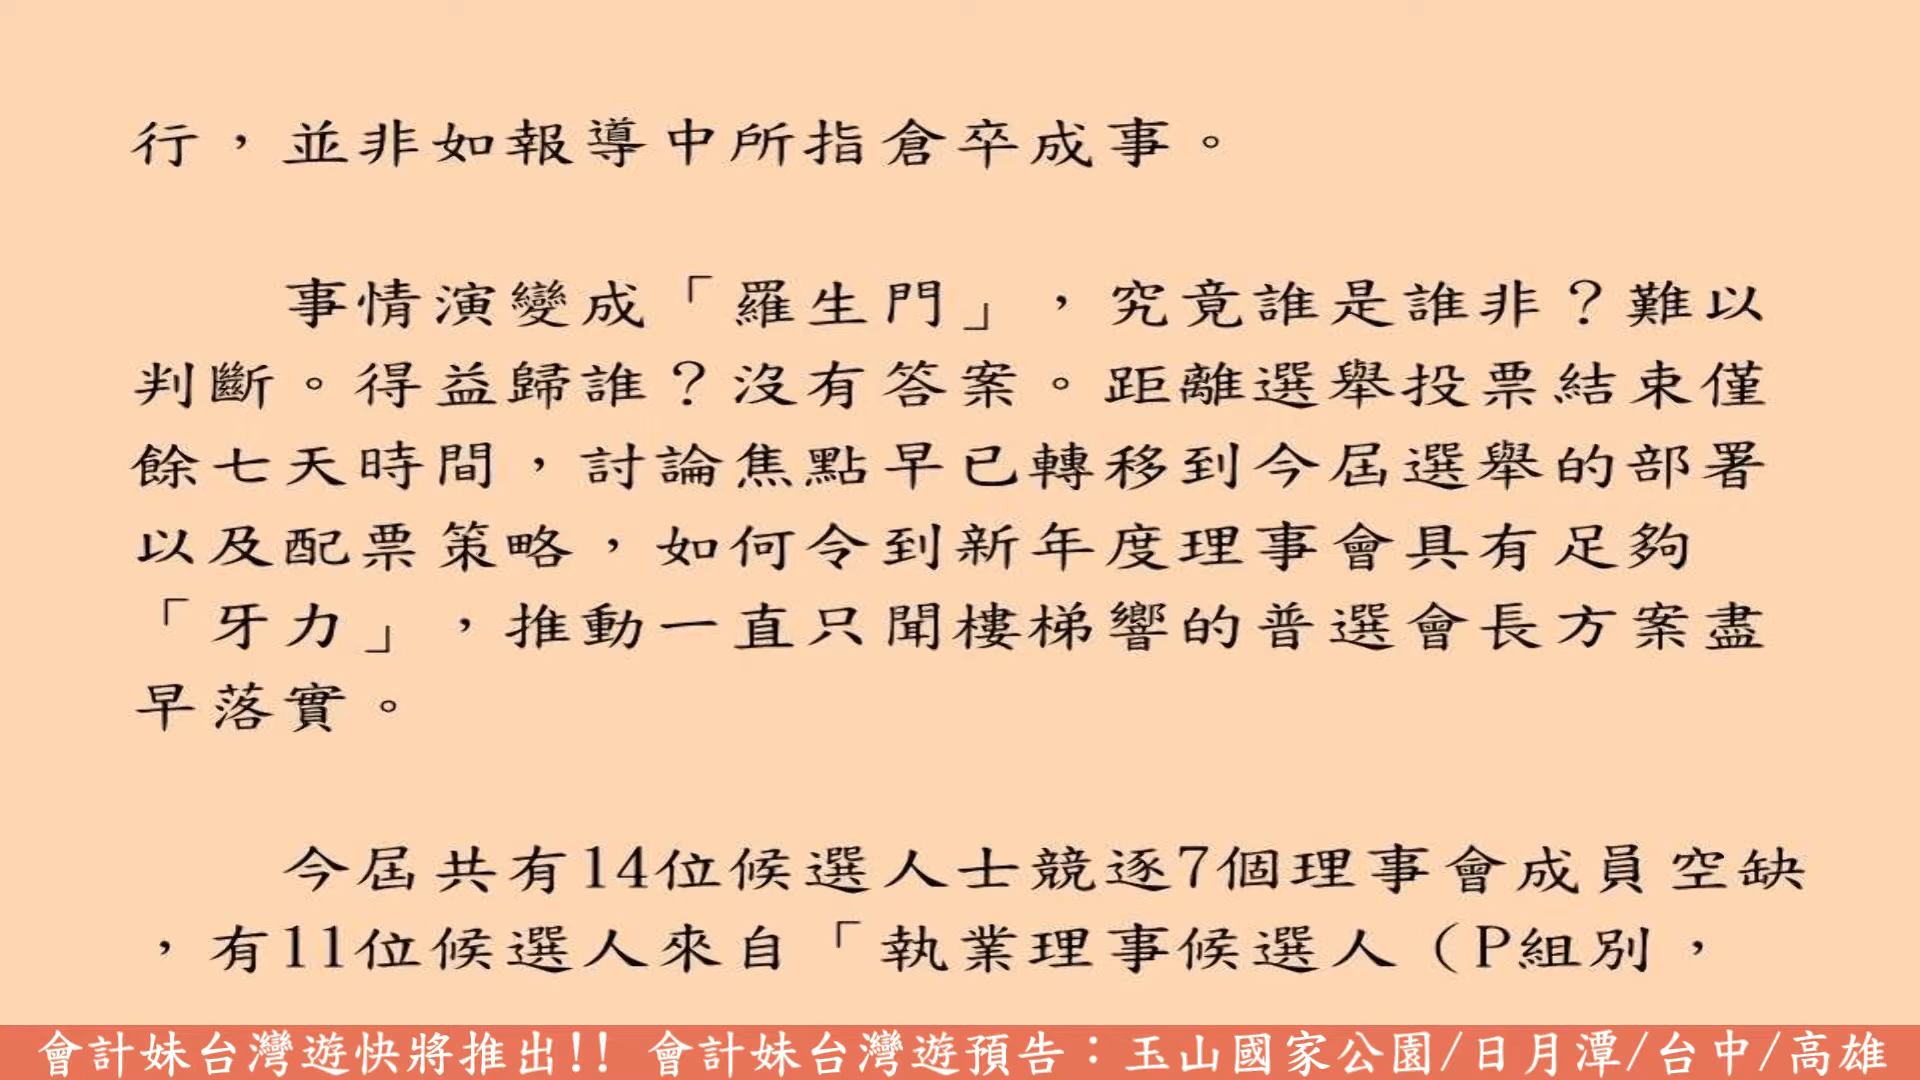 行，並非如報導中所指倉卒成事。
事情演變成「羅生門」，究竟誰是誰非？難以
判斷。得益歸誰？沒有答案。距離選舉投票結束僅
餘七天時間，討論焦點早已轉移到今屆選舉的部署
以及配票策略，如何令到新年度理事會具有足夠
「牙力」，推動一直只聞樓梯響的普選會長方案盡
早落實。
今屆共有14位候選人士競逐7個理事會成員空缺
，有11位候選人來自「執業理事候選人（P組別，
會計妹台灣遊快將推出!! 會計妹台灣遊預告：玉山國家公園/日月潭/台中/高雄